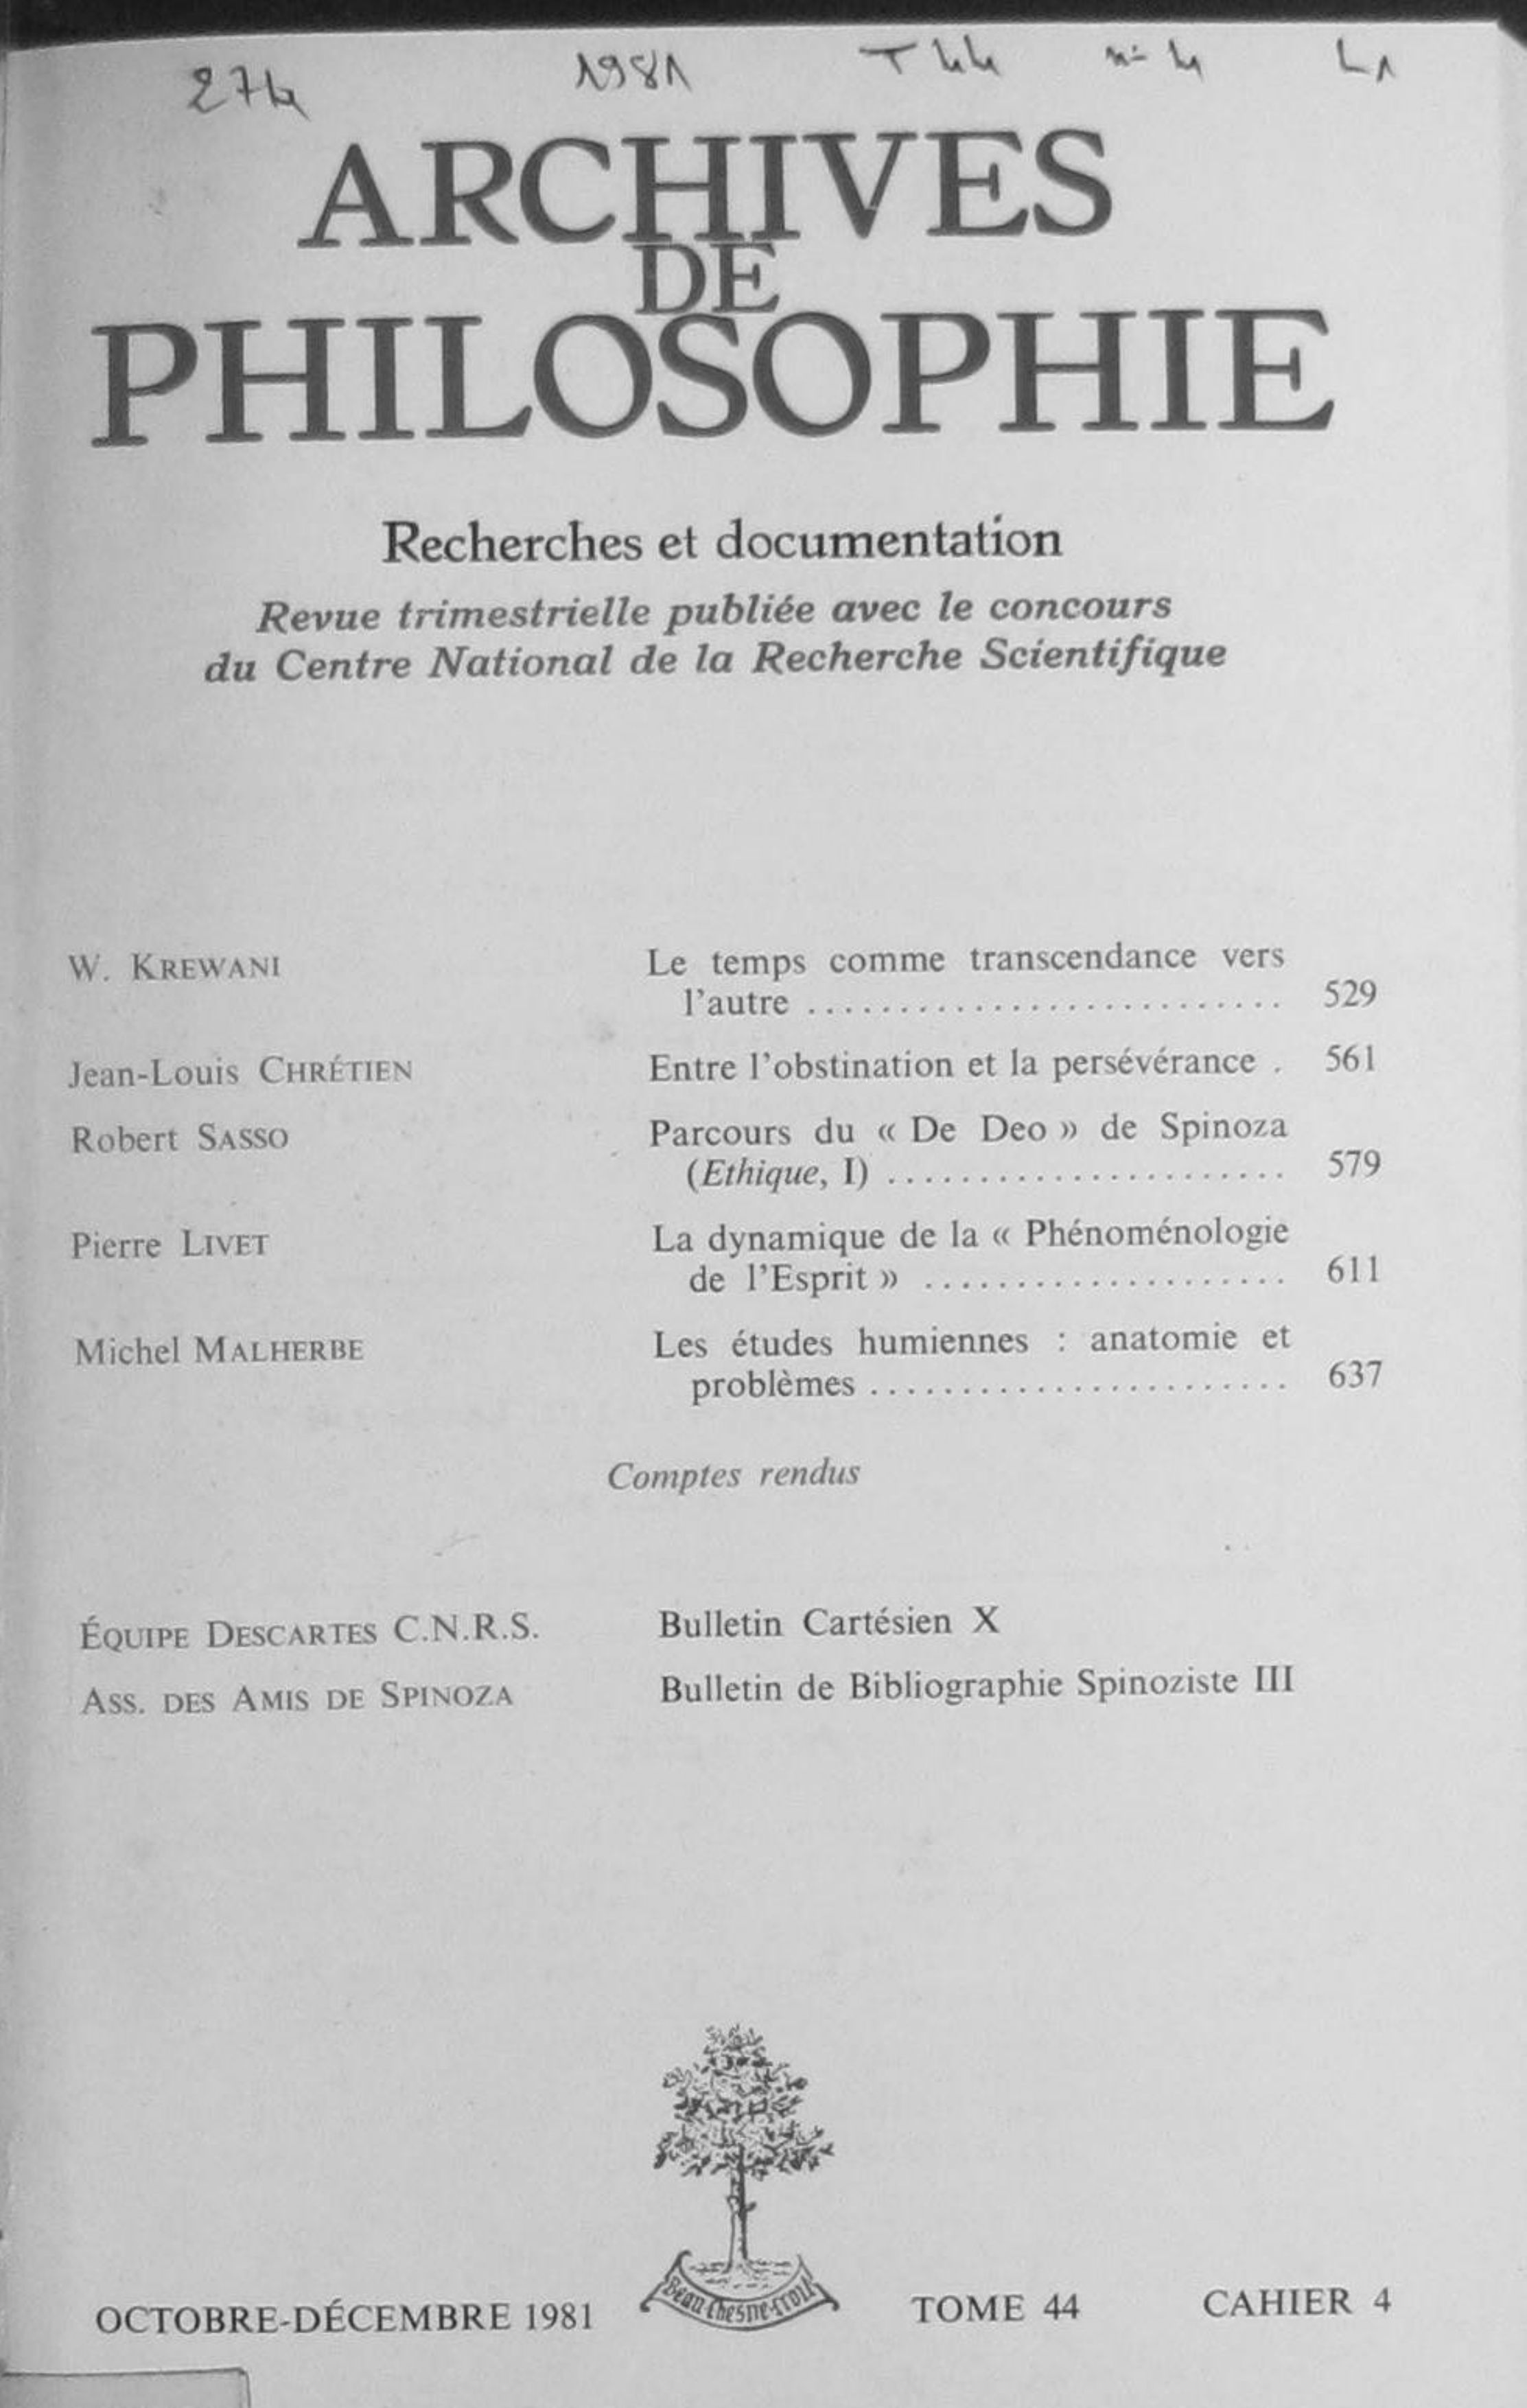 274 1981 T 44 n° 4 L1
ARCHIVES
DE
PHILOSOPHIE
Recherches et documentation
Revue trimestrielle publiée avec le concours
du Centre National de la Recherche Scientifique
W. KREWANI Le temps comme transcendance vers
l'autre .......................... 529
Jean-Louis CHRÉTIEN Entre l'obstination et la persévérance . 561
Robert SASSO Parcours du « De Deo » de Spinoza
(Ethique, I) ...................... 579
Pierre LIVET La dynamique de la « Phénoménologie
de l'Esprit » .................... 611
Michel MALHERBE Les études humiennes : anatomie et
problèmes ....................... 637
Comptes rendus
ÉQUIPE DESCARTES C.N.R.S. Bulletin Cartésien X
ASS. DES AMIS DE SPINOZA Bulletin de Bibliographie Spinoziste III
Beau-Chesne-croît
OCTOBRE-DÉCEMBRE 1981 TOME 44 CAHIER 4